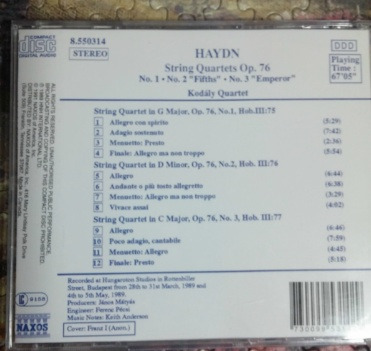 COMPACT
disc
DIGITAL AUDIO
8.550314
STEREO
HAYDN
String Quartets Op. 76
No. 1 • No. 2 "Fifths" • No. 3 "Emperor"
Kodály Quartet
DDD
Playing
Time :
67'05"
String Quartet in G Major, Op. 76, No.1, Hob.III:75
1 Allegro con spirito (5:29)
2 Adagio sostenuto (7:42)
3 Menuetto: Presto (2:36)
4 Finale: Allegro ma non troppo (5:54)
String Quartet in D Minor, Op. 76, No.2, Hob.III:76
5 Allegro (6:44)
6 Andante o più tosto allegretto (6:38)
7 Menuetto: Allegro ma non troppo (3:29)
8 Vivace assai (4:02)
String Quartet in C Major, Op. 76, No. 3, Hob.III:77
9 Allegro (6:46)
10 Poco adagio, cantabile (7:59)
11 Menuetto: Allegro (4:45)
12 Finale: Presto (5:18)
Recorded at Hungaroton Studios in Rottenbiller
Street, Budapest from 28th to 31st March, 1989 and
4th to 5th May, 1989.
Producer: János Mátyás
Engineer: Ferenc Pécsi
Music Notes: Keith Anderson
Cover: Franz I (Anon.)
NAXOS